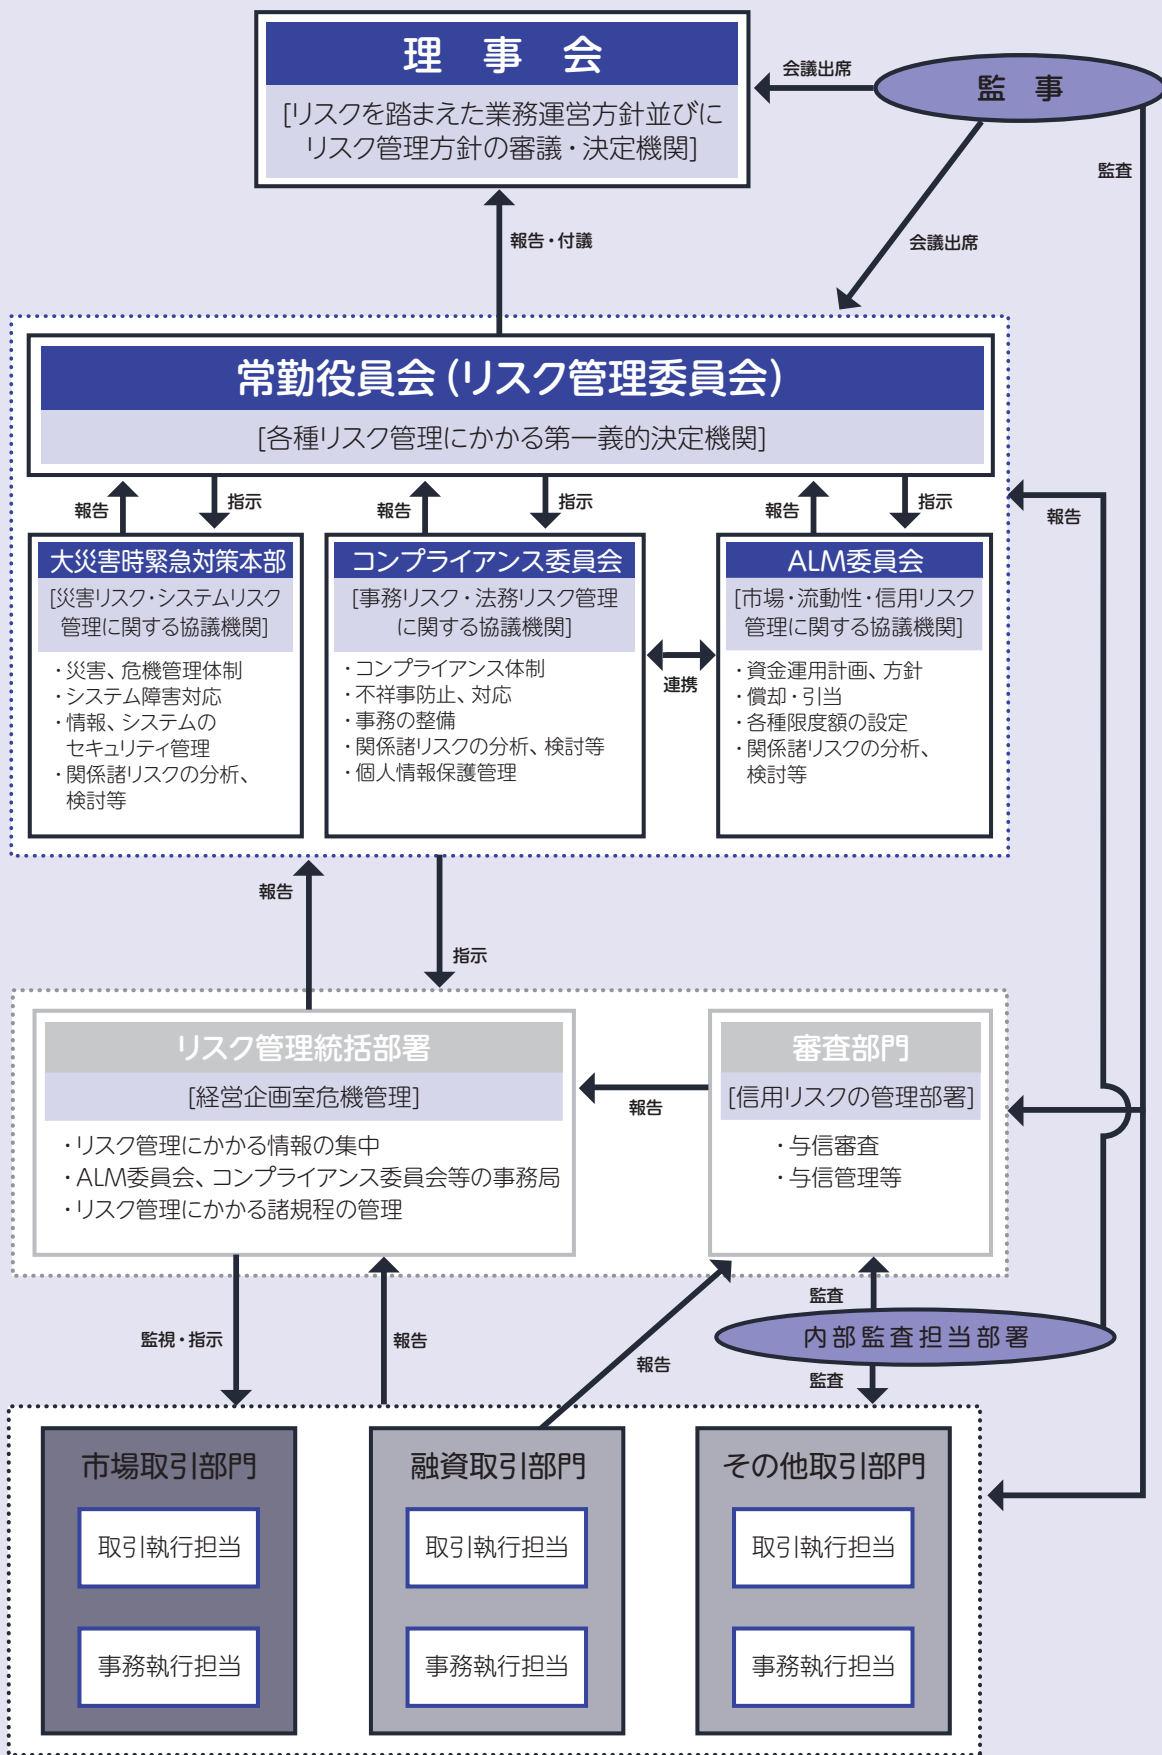 理事会
[リスクを踏まえた業務運営方針並びに
リスク管理方針の審議・決定機関]
会議出席
監事
監査
報告・付議
会議出席
常勤役員会(リスク管理委員会)
[各種リスク管理にかかる第一義的決定機関]
報告
指示
報告
指示
報告
指示
報告
大災害時緊急対策本部
[災害リスク・システムリスク
管理に関する協議機関]
・災害、危機管理体制
・システム障害対応
・情報、システムの
セキュリティ管理
・関係諸リスクの分析、
検討等
コンプライアンス委員会
[事務リスク・法務リスク管理
に関する協議機関]
・コンプライアンス体制
・不祥事防止、対応
・事務の整備
・関係諸リスクの分析、検討等
・個人情報保護管理
連携
ALM委員会
[市場・流動性・信用リスク
管理に関する協議機関]
・資金運用計画、方針
・償却・引当
・各種限度額の設定
・関係諸リスクの分析、
検討等
報告
指示
リスク管理統括部署
[経営企画室危機管理]
・リスク管理にかかる情報の集中
・ALM委員会、コンプライアンス委員会等の事務局
・リスク管理にかかる諸規程の管理
報告
審査部門
[信用リスクの管理部署]
・与信審査
・与信管理等
監視・指示
報告
報告
監査
内部監査担当部署
監査
市場取引部門
取引執行担当
事務執行担当
融資取引部門
取引執行担当
事務執行担当
その他取引部門
取引執行担当
事務執行担当